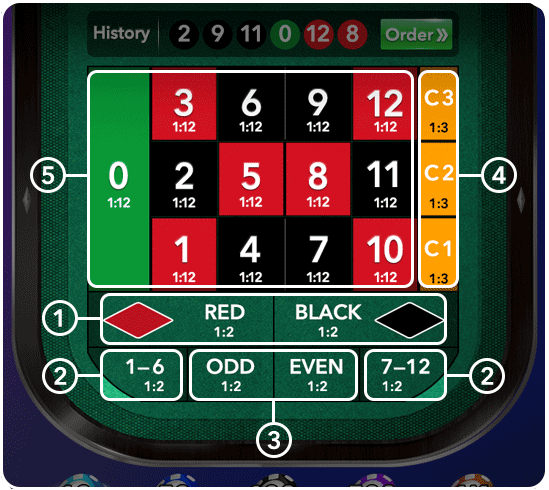 History 2 9 11 0 12 8 Order »
3 6 9 12 C3
1:12 1:12 1:12 1:12 1:3
5 0 2 5 8 11 C2 4
1:12 1:12 1:12 1:12 1:12 1:3
1 4 7 10 C1
1:12 1:12 1:12 1:12 1:3
1 RED BLACK
1:2 1:2
2 1–6 ODD EVEN 7–12 2
1:2 1:2 1:2 1:2
3